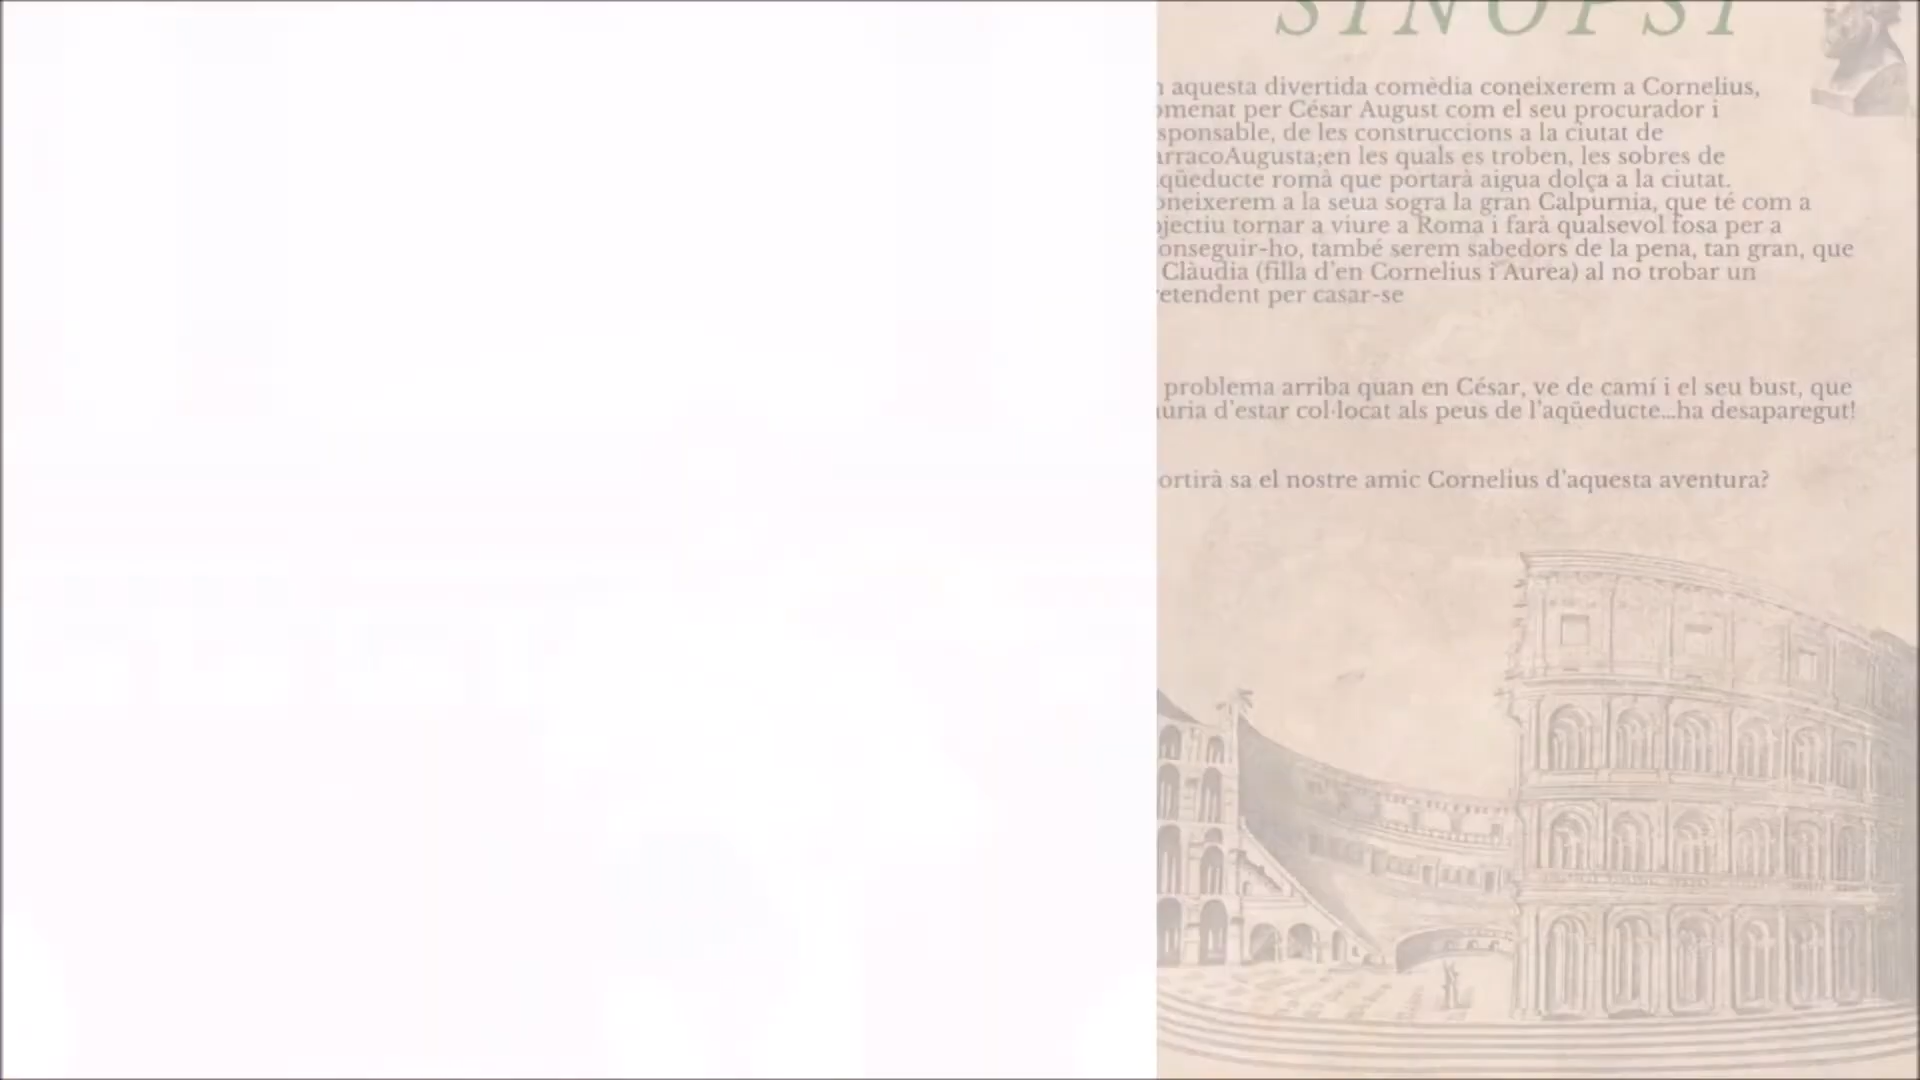 SINOPSI
aquesta divertida comèdia coneixerem a Cornelius,
omenat per César August com el seu procurador i
sponsable, de les construccions a la ciutat de
arracoAugusta;en les quals es troben, les sobres de
qüeducte romà que portarà aigua dolça a la ciutat.
oneixerem a la seua sogra la gran Calpurnia, que té com a
bjectiu tornar a viure a Roma i farà qualsevol fosa per a
onseguir-ho, també serem sabedors de la pena, tan gran, que
Clàudia (filla d'en Cornelius i Aurea) al no trobar un
retendent per casar-se
problema arriba quan en César, ve de camí i el seu bust, que
auria d'estar col·locat als peus de l'aqüeducte...ha desaparegut!
ortirà sa el nostre amic Cornelius d'aquesta aventura?